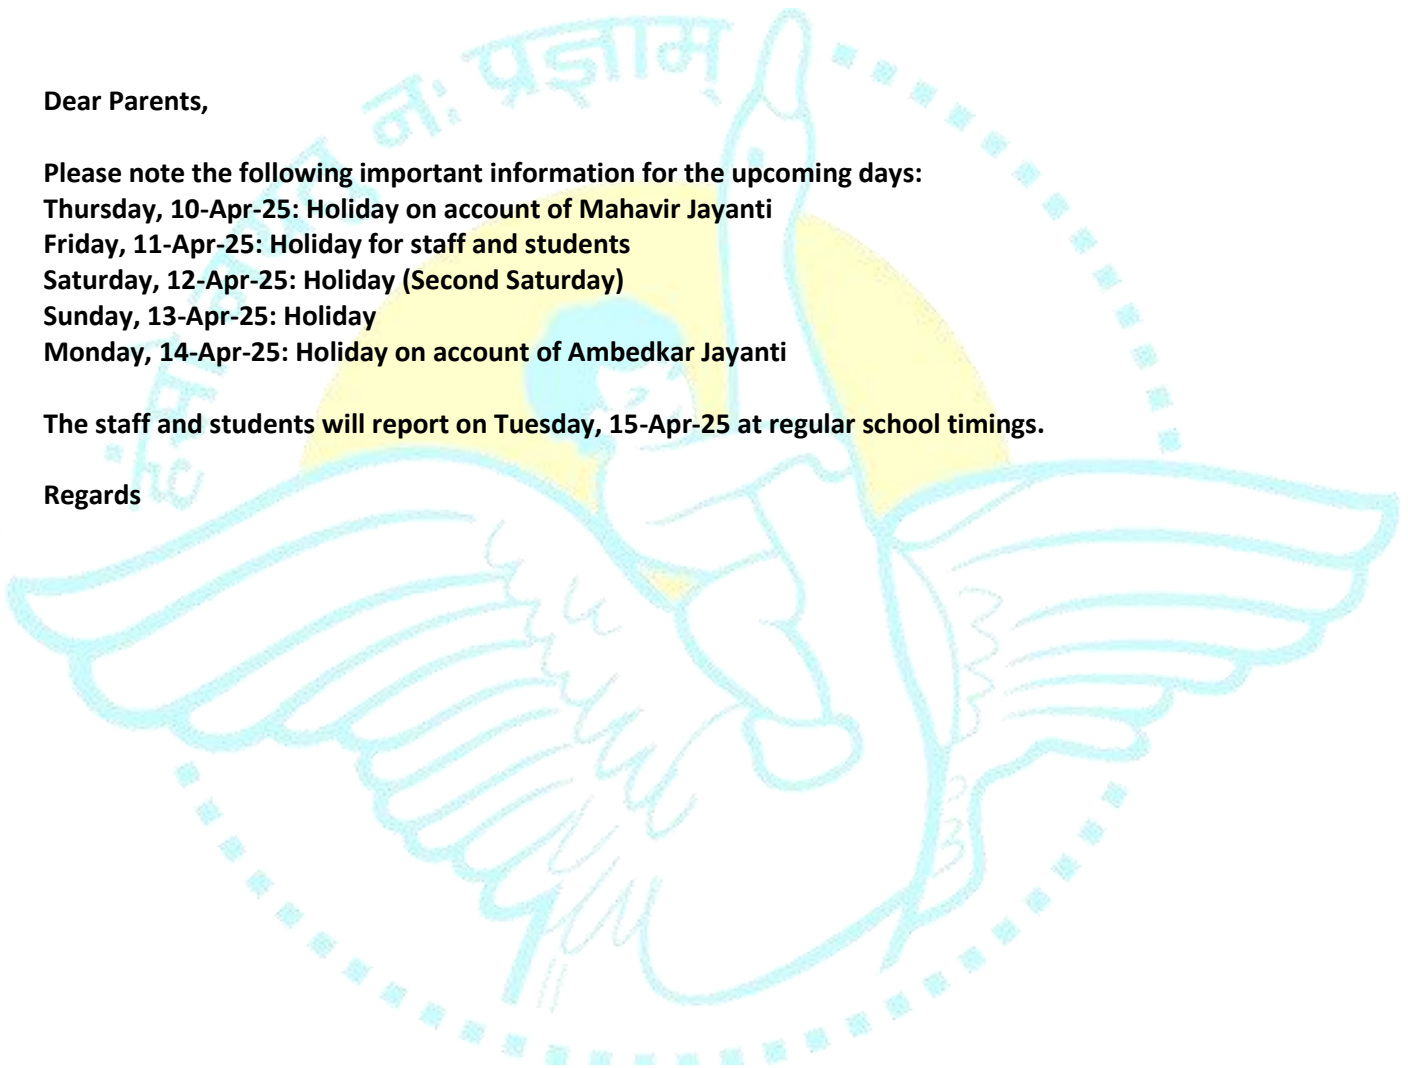 हंसो नयतु नः प्रज्ञाम्
Dear Parents,
Please note the following important information for the upcoming days:
Thursday, 10-Apr-25: Holiday on account of Mahavir Jayanti
Friday, 11-Apr-25: Holiday for staff and students
Saturday, 12-Apr-25: Holiday (Second Saturday)
Sunday, 13-Apr-25: Holiday
Monday, 14-Apr-25: Holiday on account of Ambedkar Jayanti
The staff and students will report on Tuesday, 15-Apr-25 at regular school timings.
Regards